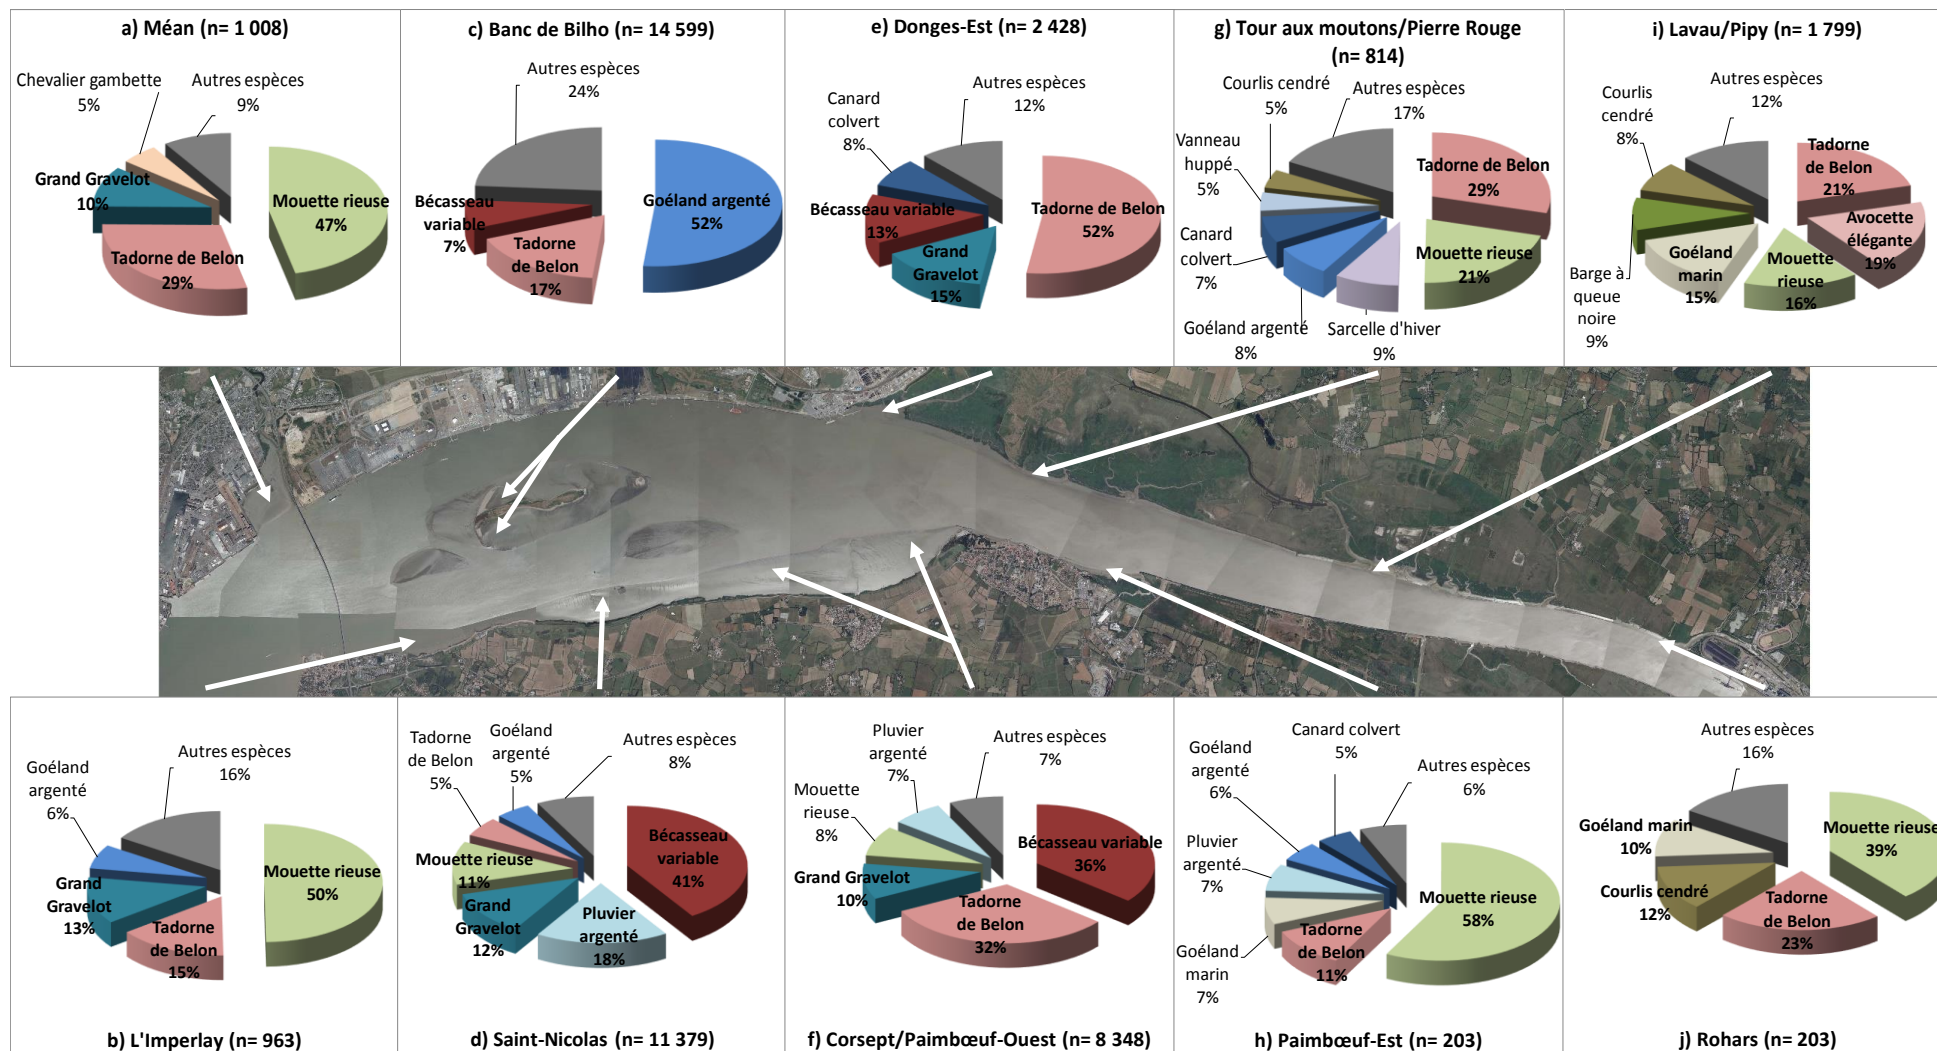 a) Méan (n= 1 008)
Chevalier gambette
5%
Autres espèces
9%
Grand Gravelot
10%
Mouette rieuse
47%
Tadorne de Belon
29%
c) Banc de Bilho (n= 14 599)
Autres espèces
24%
Bécasseau
variable
7%
Goéland argenté
52%
Tadorne
de Belon
17%
e) Donges-Est (n= 2 428)
Canard
colvert
8%
Autres espèces
12%
Bécasseau variable
13%
Tadorne de Belon
52%
Grand
Gravelot
15%
g) Tour aux moutons/Pierre Rouge
(n= 814)
Courlis cendré
5%
Autres espèces
17%
Vanneau
huppé
5%
Tadorne de Belon
29%
Canard
colvert
7%
Mouette rieuse
21%
Goéland argenté
8%
Sarcelle d'hiver
9%
i) Lavau/Pipy (n= 1 799)
Courlis
cendré
8%
Autres espèces
12%
Tadorne
de Belon
21%
Avocette
élégante
19%
Barge à
queue
noire
9%
Goéland
marin
15%
Mouette
rieuse
16%
Autres espèces
16%
Goéland
argenté
6%
Grand
Gravelot
13%
Mouette rieuse
50%
Tadorne
de Belon
15%
b) L'Imperlay (n= 963)
Tadorne
de Belon
5%
Goéland
argenté
5%
Autres espèces
8%
Mouette rieuse
11%
Bécasseau
variable
41%
Grand
Gravelot
12%
Pluvier
argenté
18%
d) Saint-Nicolas (n= 11 379)
Pluvier
argenté
7%
Autres espèces
7%
Mouette
rieuse
8%
Bécasseau variable
36%
Grand Gravelot
10%
Tadorne
de Belon
32%
f) Corsept/Paimbœuf-Ouest (n= 8 348)
Canard colvert
5%
Goéland
argenté
6%
Autres espèces
6%
Pluvier
argenté
7%
Mouette rieuse
58%
Goéland
marin
7%
Tadorne
de Belon
11%
h) Paimbœuf-Est (n= 203)
Autres espèces
16%
Goéland marin
10%
Mouette rieuse
39%
Courlis cendré
12%
Tadorne
de Belon
23%
j) Rohars (n= 203)